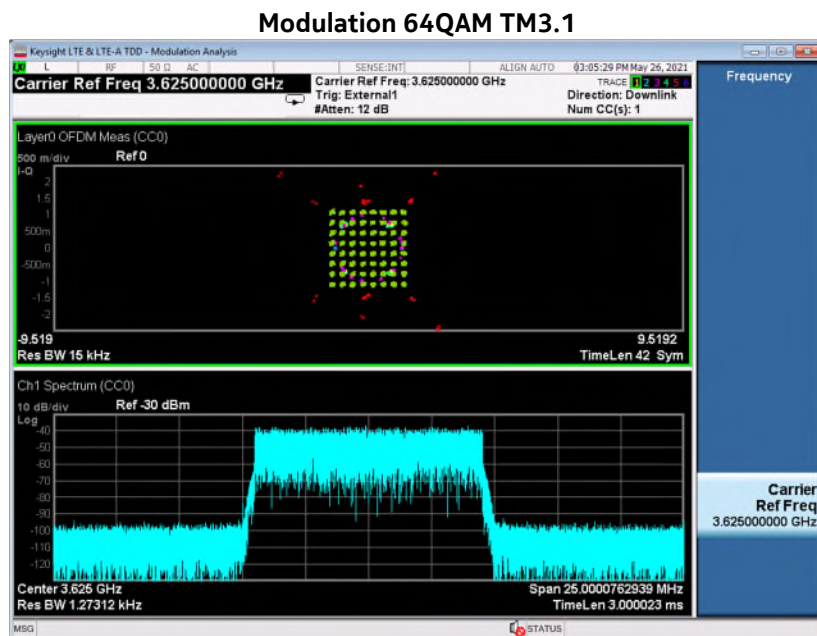 Modulation 64QAM TM3.1
Keysight LTE & LTE-A TDD - Modulation Analysis
L RF 50 Ω AC SENSE:INT ALIGN AUTO 03:05:29 PM May 26, 2021
Carrier Ref Freq 3.625000000 GHz
Carrier Ref Freq: 3.625000000 GHz
Trig: External1
#Atten: 12 dB
TRACE 1 2 3 4 5 6
Direction: Downlink
Num CC(s): 1
Frequency
Layer0 OFDM Meas (CC0)
500 m/div Ref 0
I-Q
2
1.5
1
500m
0
-500m
-1
-1.5
-2
-9.519 9.5192
Res BW 15 kHz TimeLen 42 Sym
Ch1 Spectrum (CC0)
10 dB/div Ref -30 dBm
Log
-40
-50
-60
-70
-80
-90
-100
-110
-120
Center 3.625 GHz Span 25.0000762939 MHz
Res BW 1.27312 kHz TimeLen 3.000023 ms
Carrier
Ref Freq
3.625000000 GHz
MSG STATUS